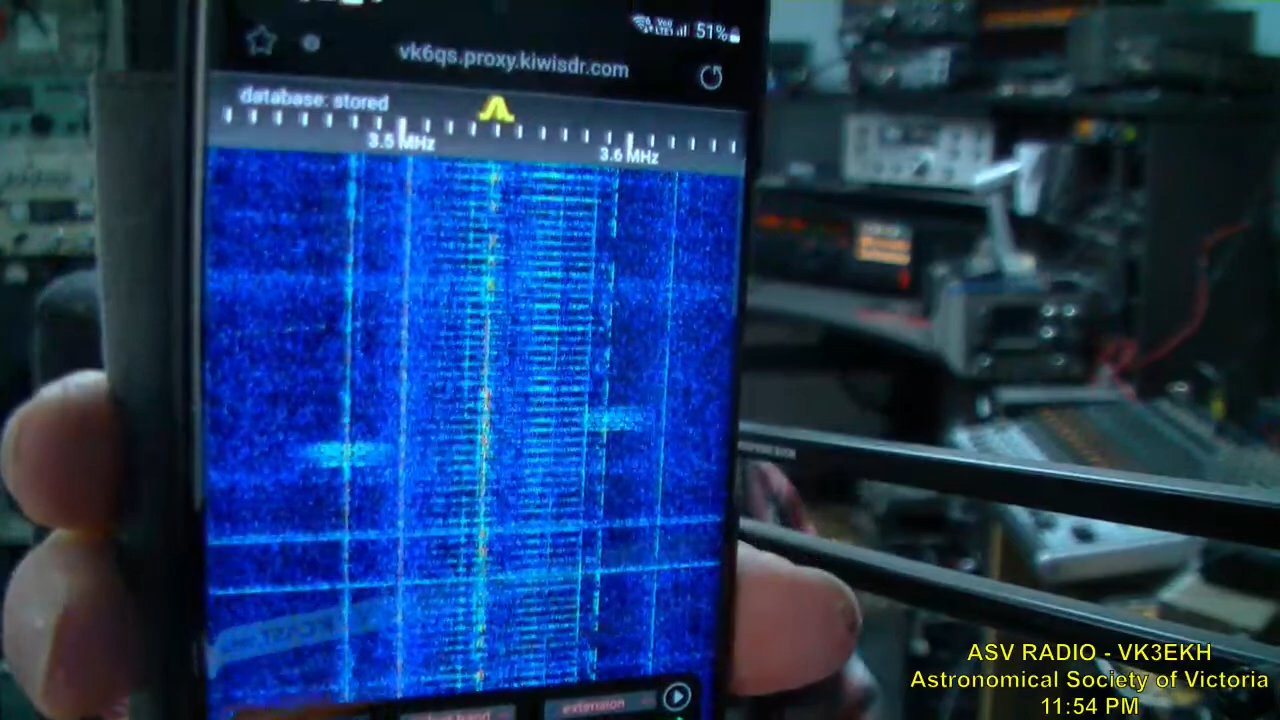 51%
vk6qs.proxy.kiwisdr.com
database: stored
3.5 MHz
3.6 MHz
extension
ASV RADIO - VK3EKH
Astronomical Society of Victoria
11:54 PM